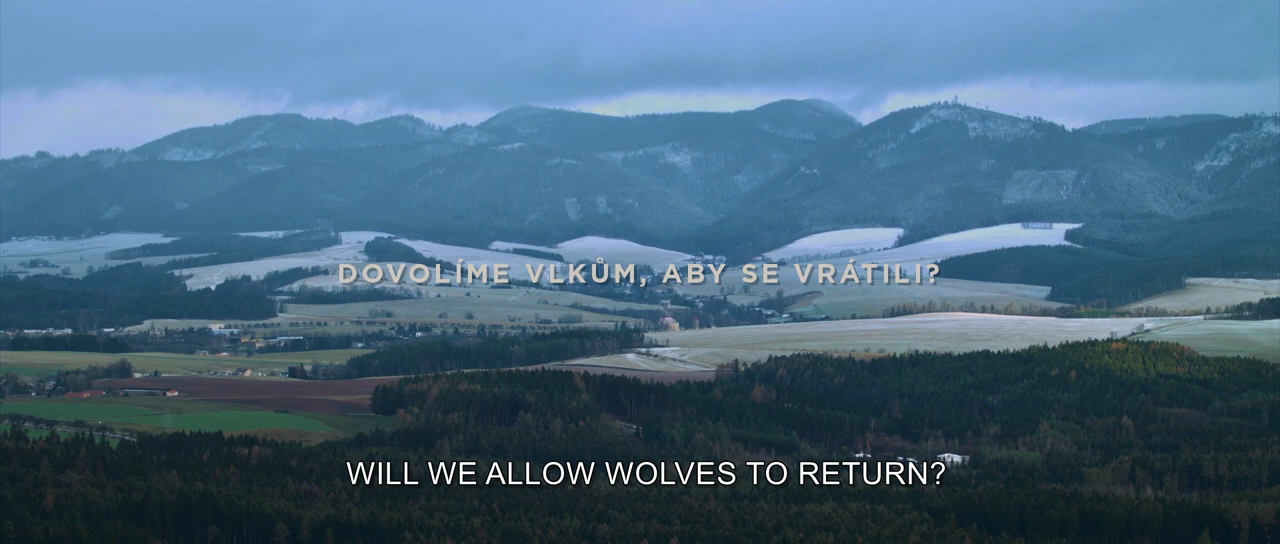 DOVOLÍME VLKŮM, ABY SE VRÁTILI?
WILL WE ALLOW WOLVES TO RETURN?